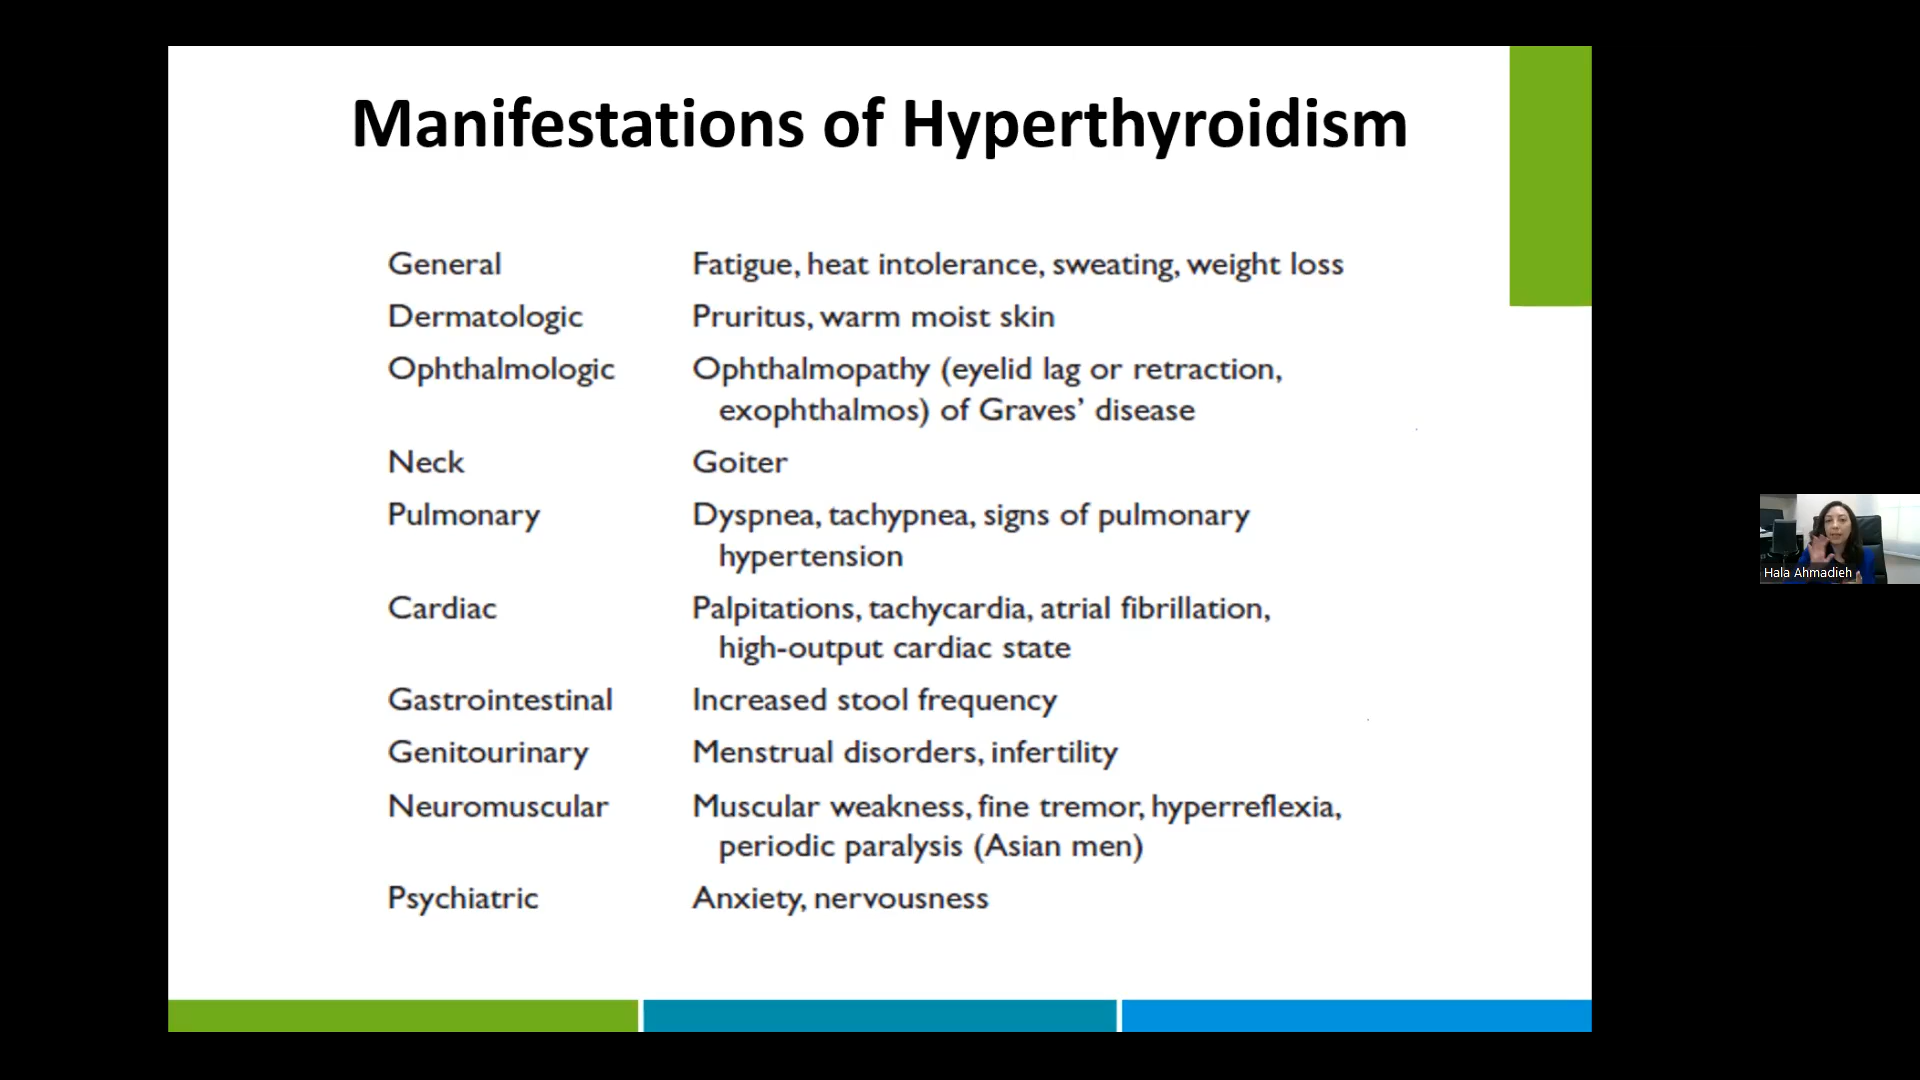 Manifestations of Hyperthyroidism
General Fatigue, heat intolerance, sweating, weight loss
Dermatologic Pruritus, warm moist skin
Ophthalmologic Ophthalmopathy (eyelid lag or retraction,
exophthalmos) of Graves’ disease
Neck Goiter
Pulmonary Dyspnea, tachypnea, signs of pulmonary
hypertension
Cardiac Palpitations, tachycardia, atrial fibrillation,
high-output cardiac state
Gastrointestinal Increased stool frequency
Genitourinary Menstrual disorders, infertility
Neuromuscular Muscular weakness, fine tremor, hyperreflexia,
periodic paralysis (Asian men)
Psychiatric Anxiety, nervousness
Hala Ahmadieh